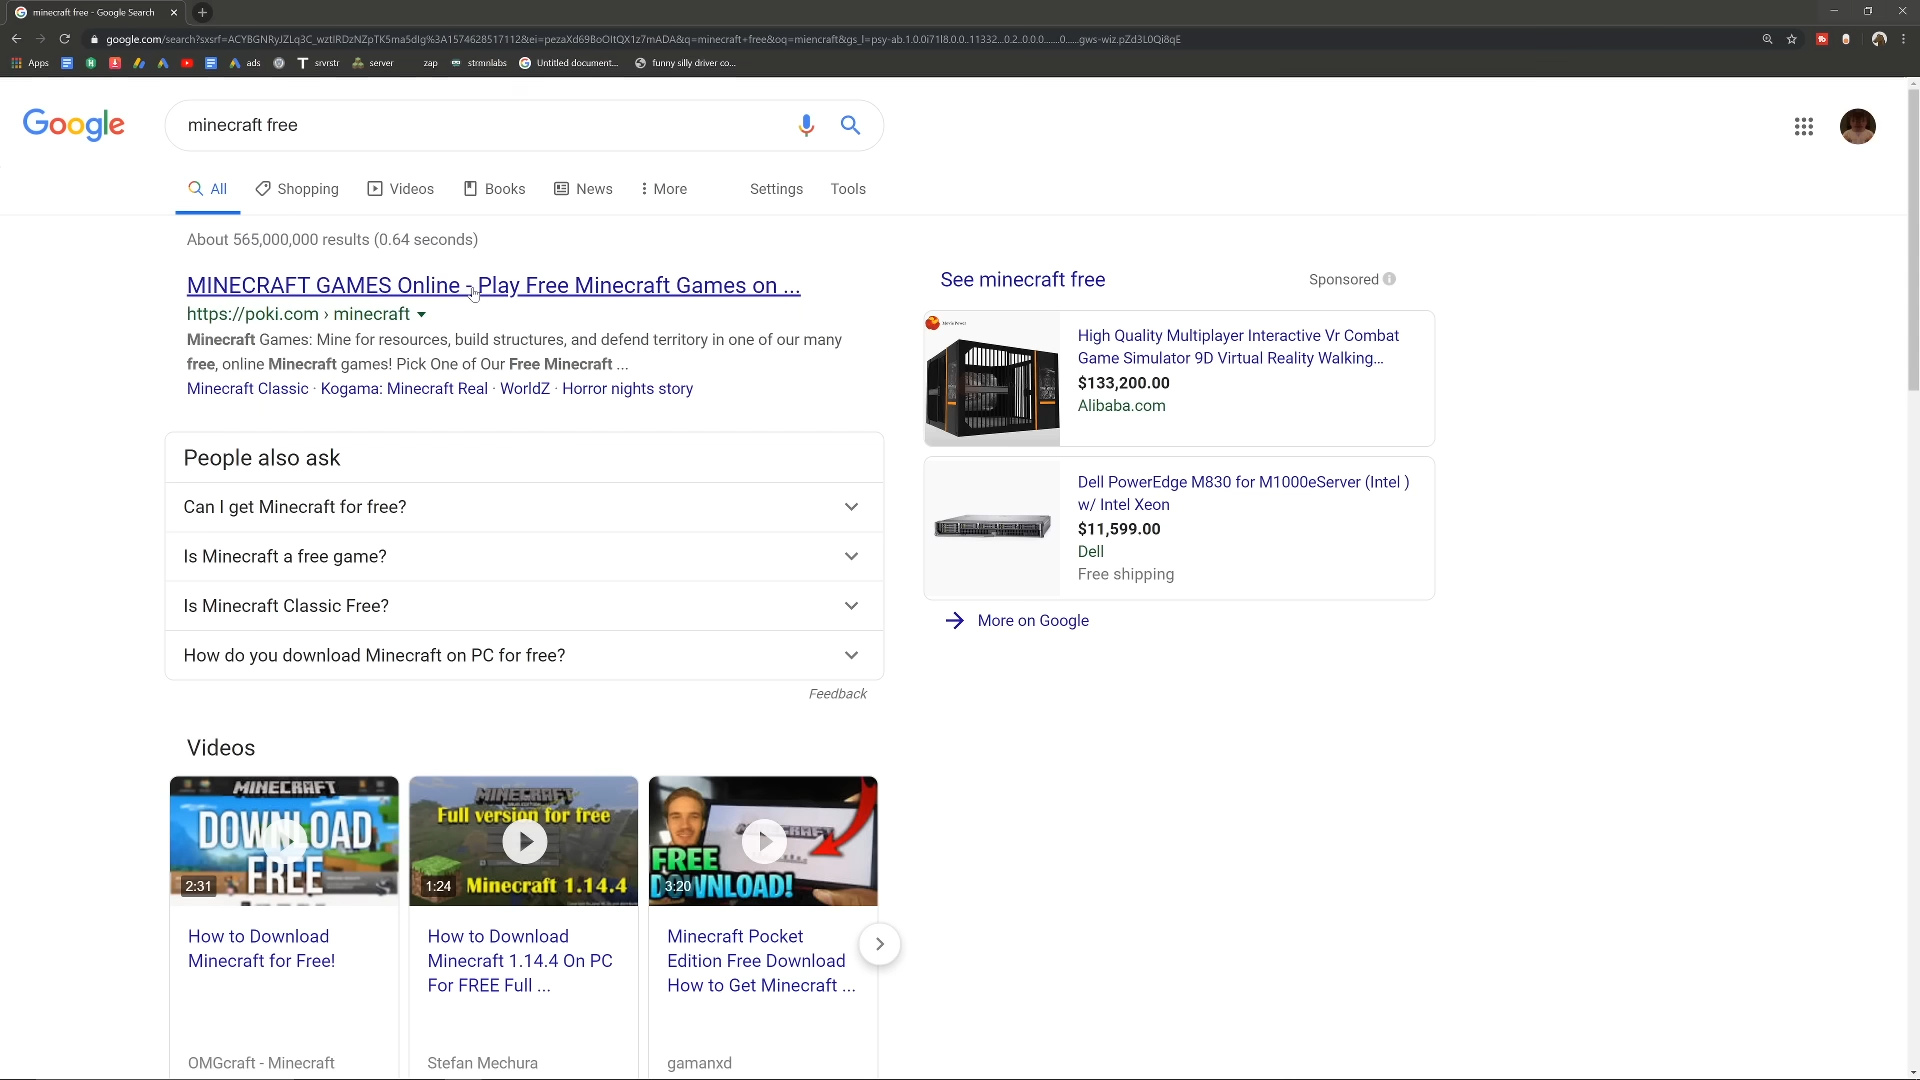 minecraft free - Google Search
google.com/search?sxsrf=ACYBGNRyJZLq3C_wztIRDzNZpTK5ma5dIg%3A1574628517112&ei=pezaXd69BoOItQX1z7mADA&q=minecraft+free&oq=miencraft&gs_l=psy-ab.1.0.0i71l8.0.0..11332...0.2..0.0.0.......0......gws-wiz.pZd3L0Qi8qE
Apps ads srvrstr server zap strmnlabs Untitled document... funny silly driver co...
Google
minecraft free
All Shopping Videos Books News More Settings Tools
About 565,000,000 results (0.64 seconds)
MINECRAFT GAMES Online - Play Free Minecraft Games on ...
https://poki.com › minecraft
Minecraft Games: Mine for resources, build structures, and defend territory in one of our many
free, online Minecraft games! Pick One of Our Free Minecraft ...
Minecraft Classic · Kogama: Minecraft Real · WorldZ · Horror nights story
People also ask
Can I get Minecraft for free?
Is Minecraft a free game?
Is Minecraft Classic Free?
How do you download Minecraft on PC for free?
Feedback
See minecraft free
Sponsored
High Quality Multiplayer Interactive Vr Combat
Game Simulator 9D Virtual Reality Walking...
$133,200.00
Alibaba.com
Dell PowerEdge M830 for M1000eServer (Intel )
w/ Intel Xeon
$11,599.00
Dell
Free shipping
More on Google
Videos
MINECRAFT
DOWNLOAD
FREE
2:31
How to Download
Minecraft for Free!
OMGcraft - Minecraft
MINECRAFT
Full version for free
1:24
Minecraft 1.14.4
How to Download
Minecraft 1.14.4 On PC
For FREE Full ...
Stefan Mechura
MINECRAFT
FREE
DOWNLOAD!
3:20
Minecraft Pocket
Edition Free Download
How to Get Minecraft ...
gamanxd